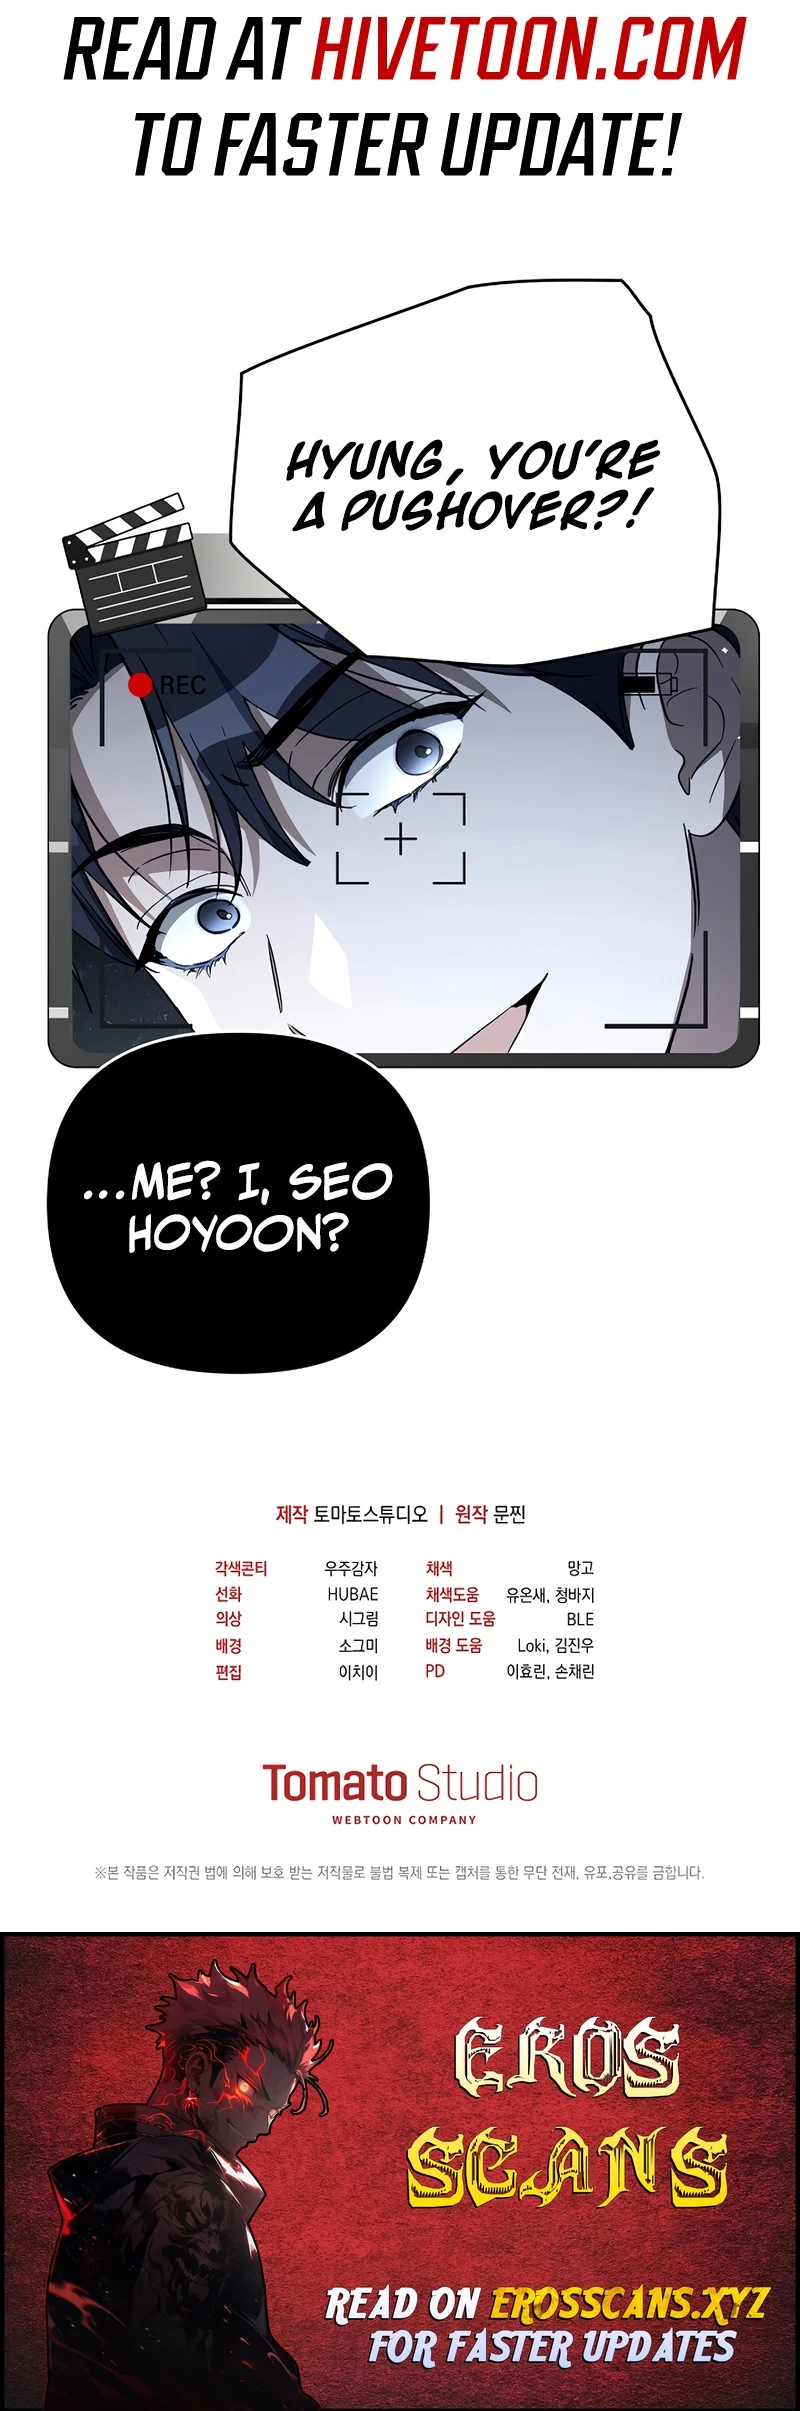 READ AT HIVETOON.COM
TO FASTER UPDATE!
HYUNG, YOU'RE
A PUSHOVER?!
REC
...ME? I, SEO
HOYOON?
제작 토마토스튜디오 | 원작 문찐
각색콘티 우주감자 채색 망고
선화 HUBAE 채색도움 유온새, 청바지
의상 시그림 디자인 도움 BLE
배경 소그미 배경 도움 Loki, 김진우
편집 이치이 PD 이효린, 손채린
Tomato Studio
WEBTOON COMPANY
※본 작품은 저작권 법에 의해 보호 받는 저작물로 불법 복제 또는 캡처를 통한 무단 전재, 유포,공유를 금합니다.
EROS
SCANS
READ ON EROSSCANS.XYZ
FOR FASTER UPDATES